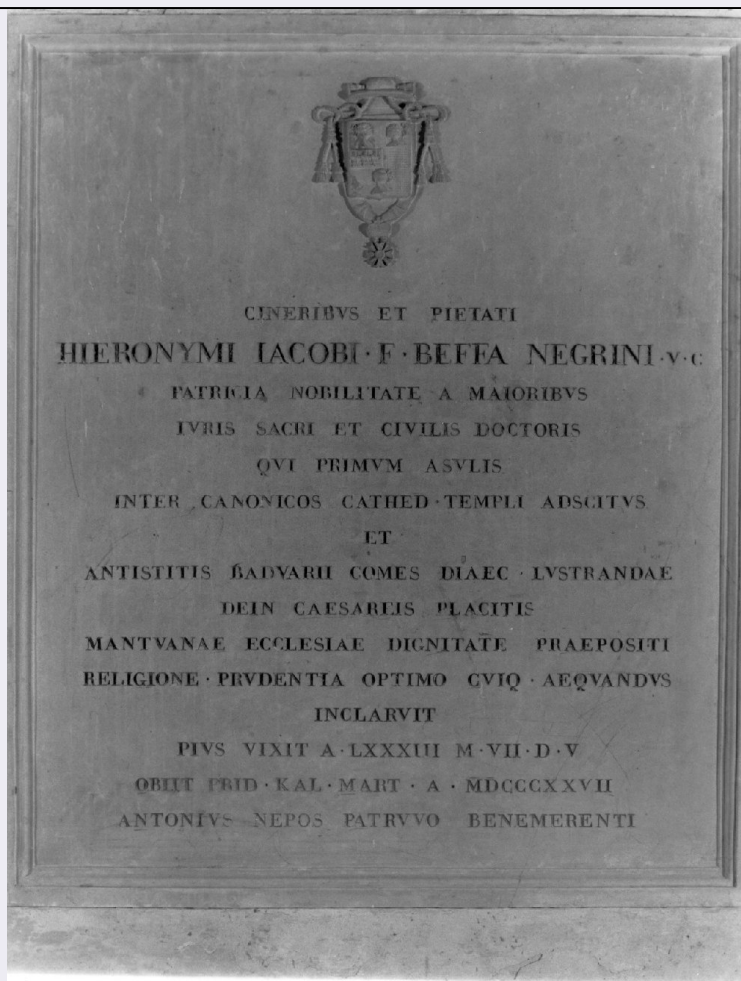 CINERIBVS ET PIETATI
HIERONYMI IACOBI · F · BEFFA NEGRINI · V · C
PATRICIA NOBILITATE A MAIORIBVS
IVRIS SACRI ET CIVILIS DOCTORIS
QVI PRIMVM ASVLIS
INTER CANONICOS CATHED · TEMPLI ADSCITVS
ET
ANTISTITIS BADVARII COMES DIAEC · LVSTRANDAE
DEIN CAESAREIS PLACITIS
MANTVANAE ECCLESIAE DIGNITATE PRAEPOSITI
RELIGIONE · PRVDENTIA OPTIMO CVIQ · AEQVANDVS
INCLARVIT
PIVS VIXIT A · LXXXIII M · VII · D · V
OBIIT PRID · KAL · MART · A · MDCCCXXVII
ANTONIVS NEPOS PATRVVO BENEMERENTI